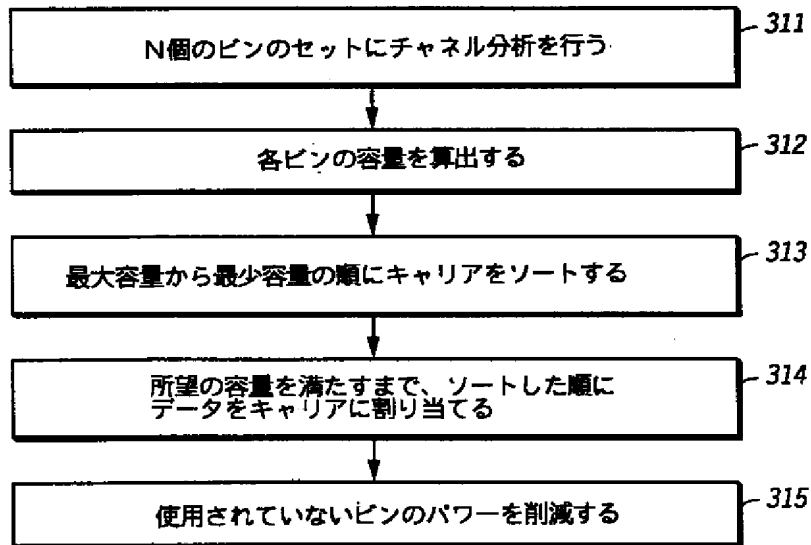 N個のビンのセットにチャネル分析を行う
311
各ビンの容量を算出する
312
最大容量から最少容量の順にキャリアをソートする
313
所望の容量を満たすまで、ソートした順に
データをキャリアに割り当てる
314
使用されていないビンのパワーを削減する
315